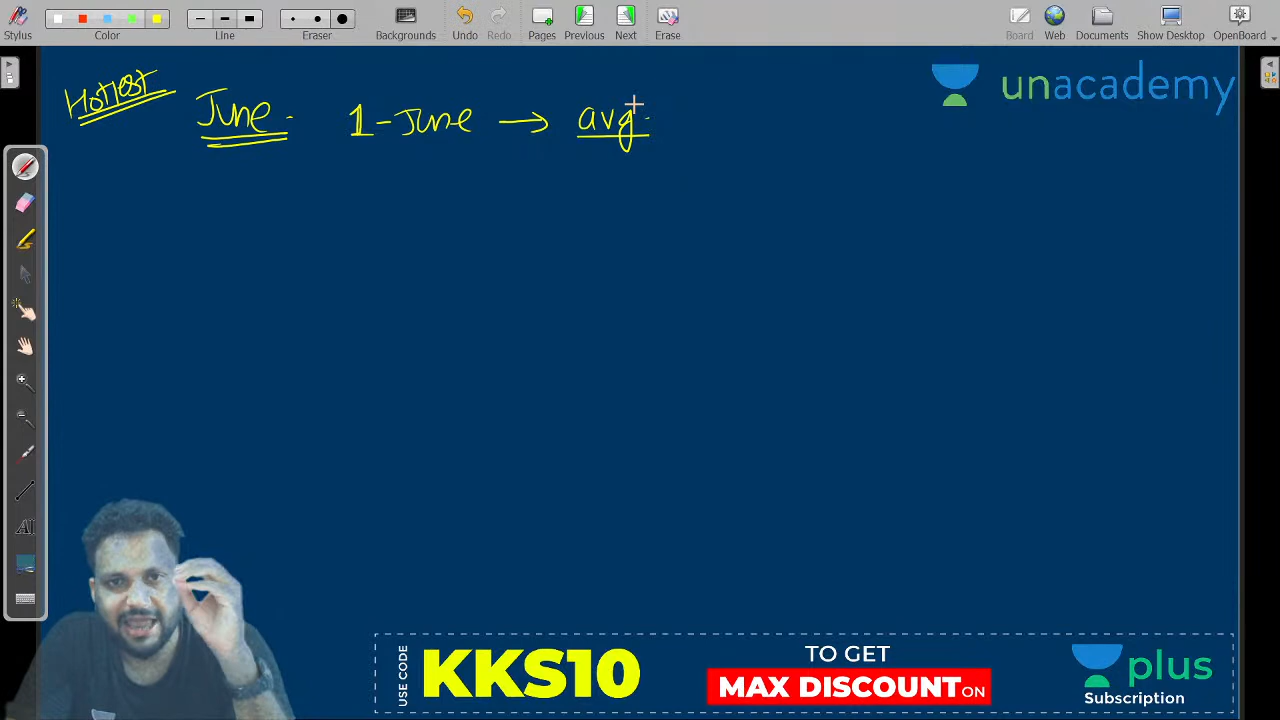 Stylus
Color
Line
Eraser
Backgrounds
Undo
Redo
Pages
Previous
Next
Erase
Board
Web
Documents
Show Desktop
OpenBoard
Hottest
June. 1-June → avg.
unacademy
AI
USE CODE
KKS10
TO GET
MAX DISCOUNT ON
plus
Subscription